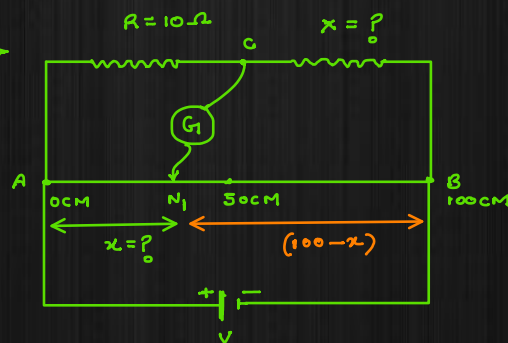 R = 10Ω
X = ?
C
G
A
B
0CM
N₁
50CM
100CM
x = ?
(100 - x)
+
-
V